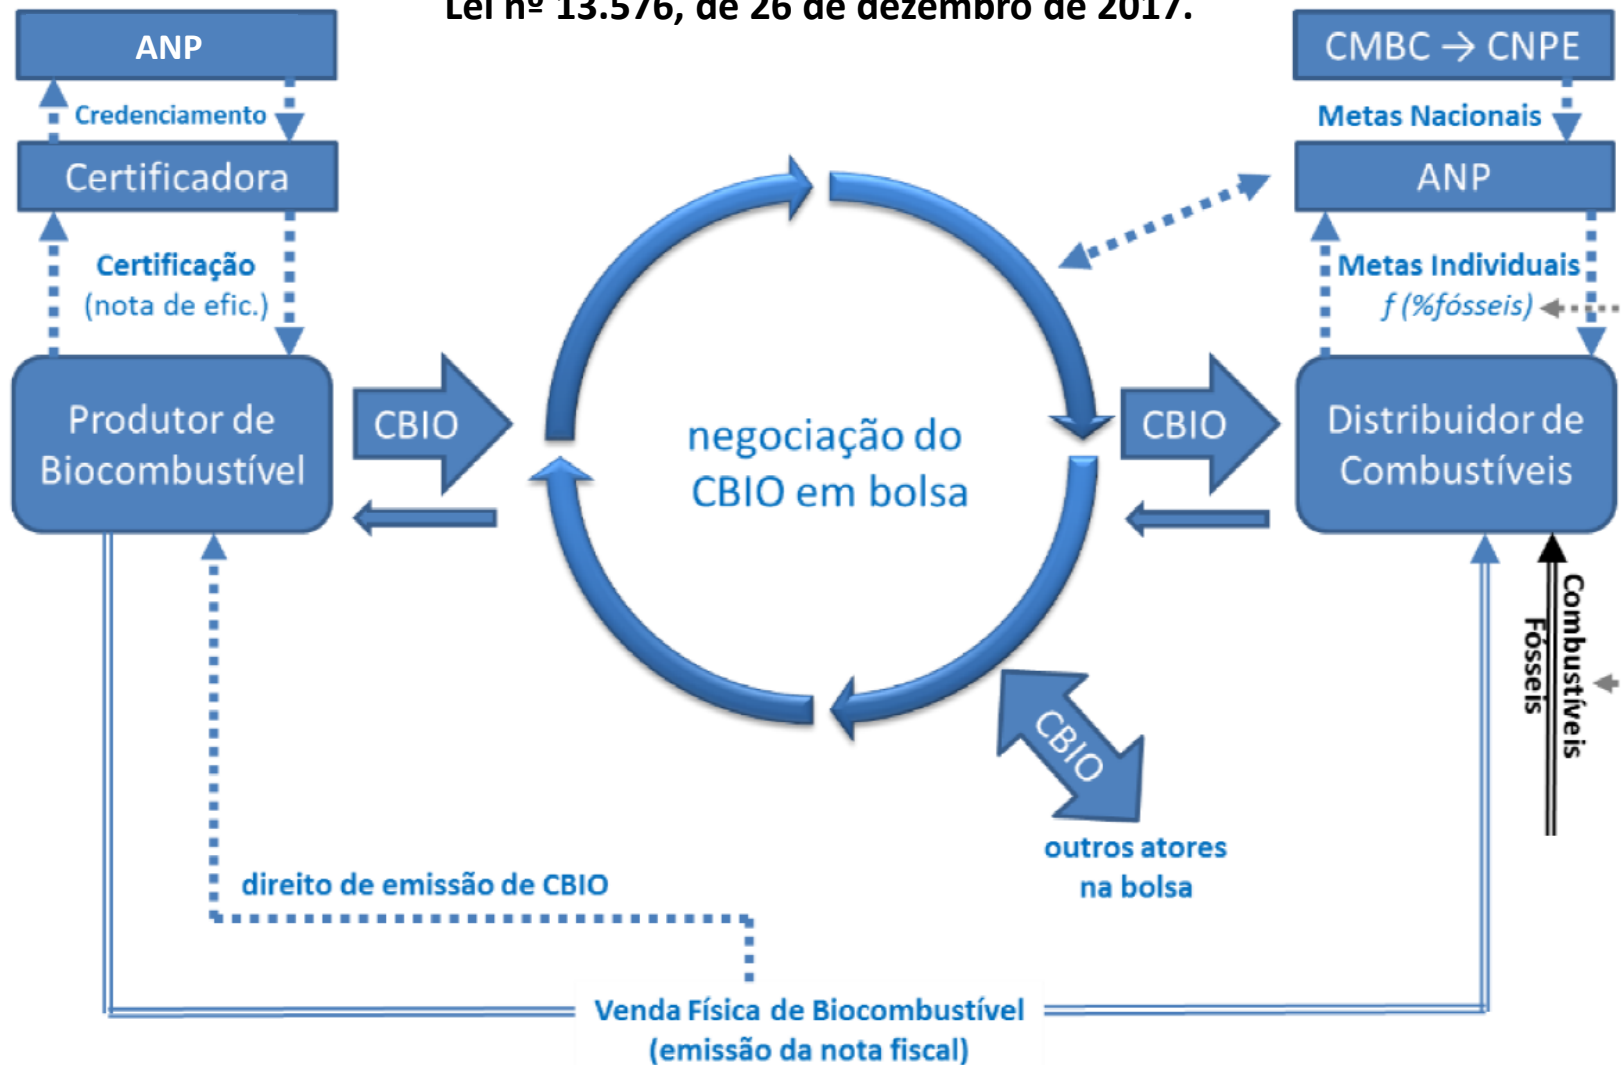 Lei nº 13.576, de 26 de dezembro de 2017.
ANP
Credenciamento
Certificadora
Certificação
(nota de efic.)
Produtor de
Biocombustível
CBIO
negociação do
CBIO em bolsa
CBIO
CMBC → CNPE
Metas Nacionais
ANP
Metas Individuais
f (%fósseis)
Distribuidor de
Combustíveis
Combustíveis
Fósseis
CBIO
outros atores
na bolsa
direito de emissão de CBIO
Venda Física de Biocombustível
(emissão da nota fiscal)